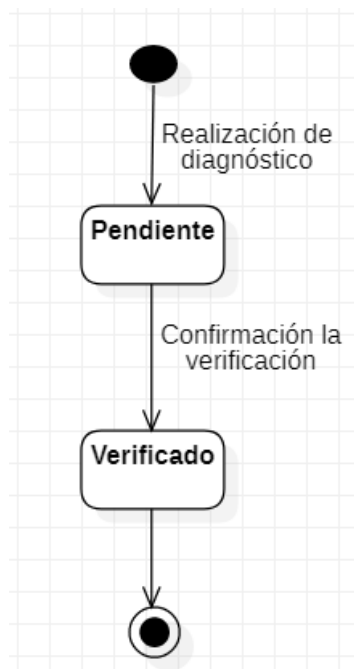 Realización de
diagnóstico
Pendiente
Confirmación la
verificación
Verificado